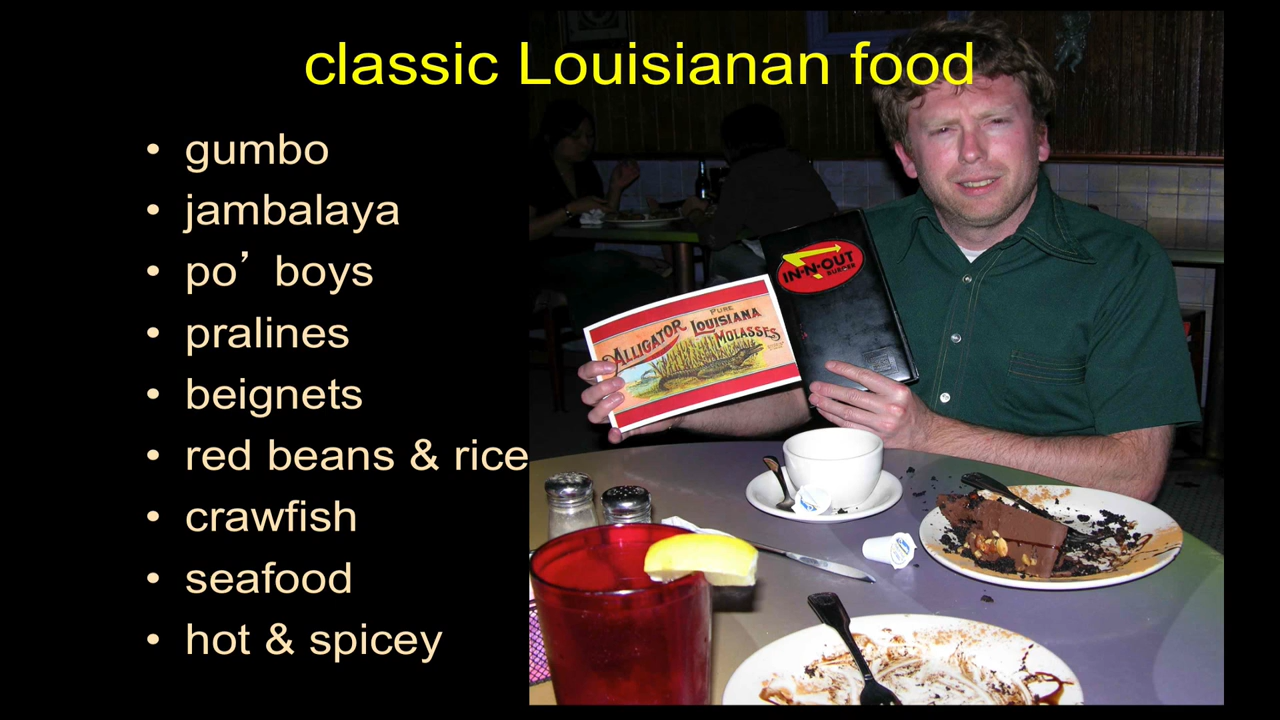 classic Louisianan food
• gumbo
• jambalaya
• po’ boys
• pralines
• beignets
• red beans & rice
• crawfish
• seafood
• hot & spicey
IN-N-OUT
BURGER
PURE
ALLIGATOR LOUISIANA
MOLASSES